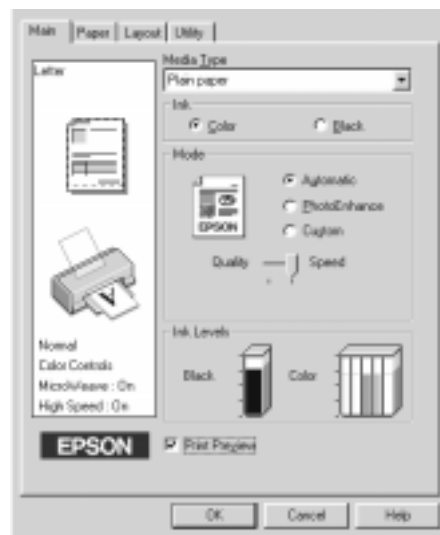 Main Paper Layout Utility
Letter
Media Type
Plain paper
Ink
Color Black
Mode
EPSON
Automatic
PhotoEnhance
Custom
Quality Speed
Normal
Color Controls
MicroWeave : On
High Speed : On
Ink Levels
Black Color
EPSON
Print Preview
OK Cancel Help